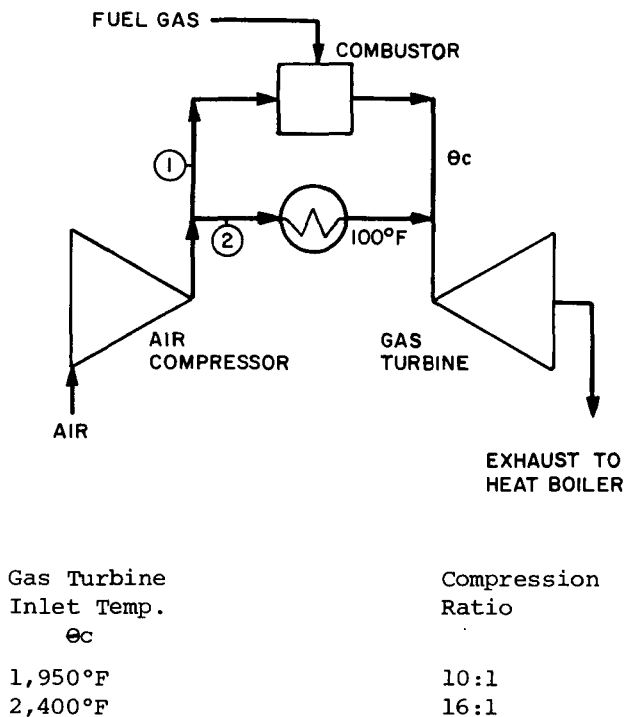 FUEL GAS
COMBUSTOR
①
θc
②
100°F
AIR
COMPRESSOR
GAS
TURBINE
AIR
EXHAUST TO
HEAT BOILER
Gas Turbine
Inlet Temp.
θc
Compression
Ratio
1,950°F 10:1
2,400°F 16:1